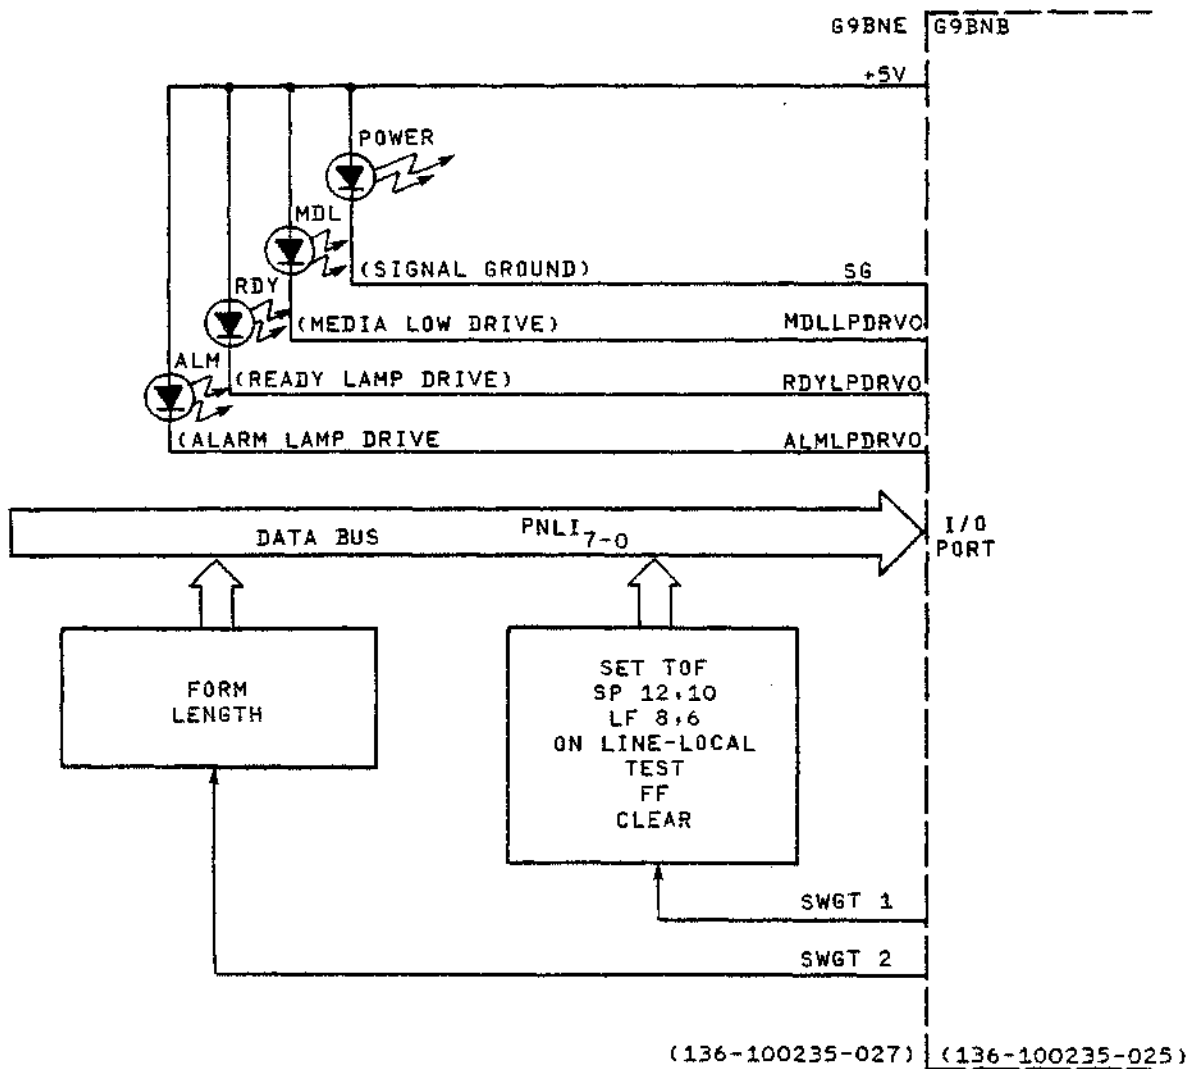 G9BNE G9BNB
+5V
POWER
MDL
(SIGNAL GROUND) SG
RDY
(MEDIA LOW DRIVE) MDLLPDRVO
ALM
(READY LAMP DRIVE) RDYLPDRVO
(ALARM LAMP DRIVE ALMLPDRVO
DATA BUS PNLI7-0
I/O
PORT
FORM
LENGTH
SET TOF
SP 12,10
LF 8,6
ON LINE-LOCAL
TEST
FF
CLEAR
SWGT 1
SWGT 2
(136-100235-027) (136-100235-025)